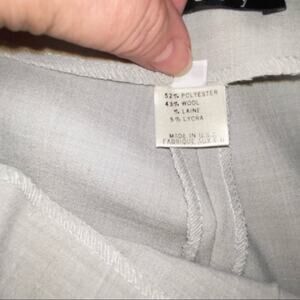 52% POLYESTER
43% WOOL
% LAINE
5% LYCRA
MADE IN U.S.A.
FABRIQUE AUX E.U.